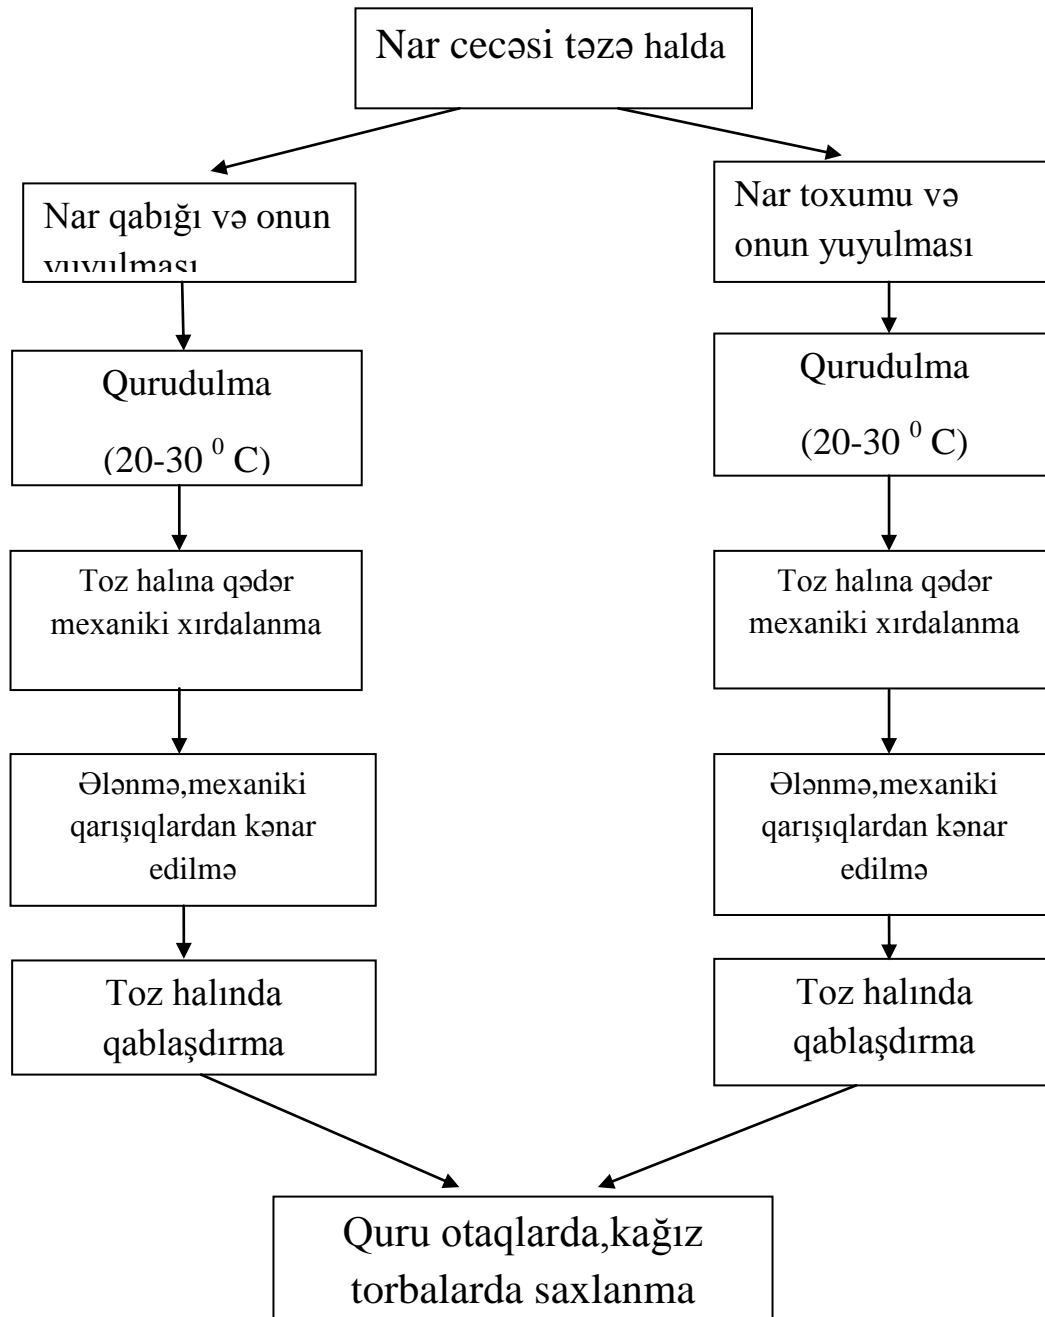 Nar cecəsi təzə halda
Nar qabığı və onun
yuyulması
Qurudulma
(20-30 ⁰ C)
Toz halına qədər
mexaniki xırdalanma
Ələnmə,mexaniki
qarışıqlardan kənar
edilmə
Toz halında
qablaşdırma
Nar toxumu və
onun yuyulması
Qurudulma
(20-30 ⁰ C)
Toz halına qədər
mexaniki xırdalanma
Ələnmə,mexaniki
qarışıqlardan kənar
edilmə
Toz halında
qablaşdırma
Quru otaqlarda,kağız
torbalarda saxlanma